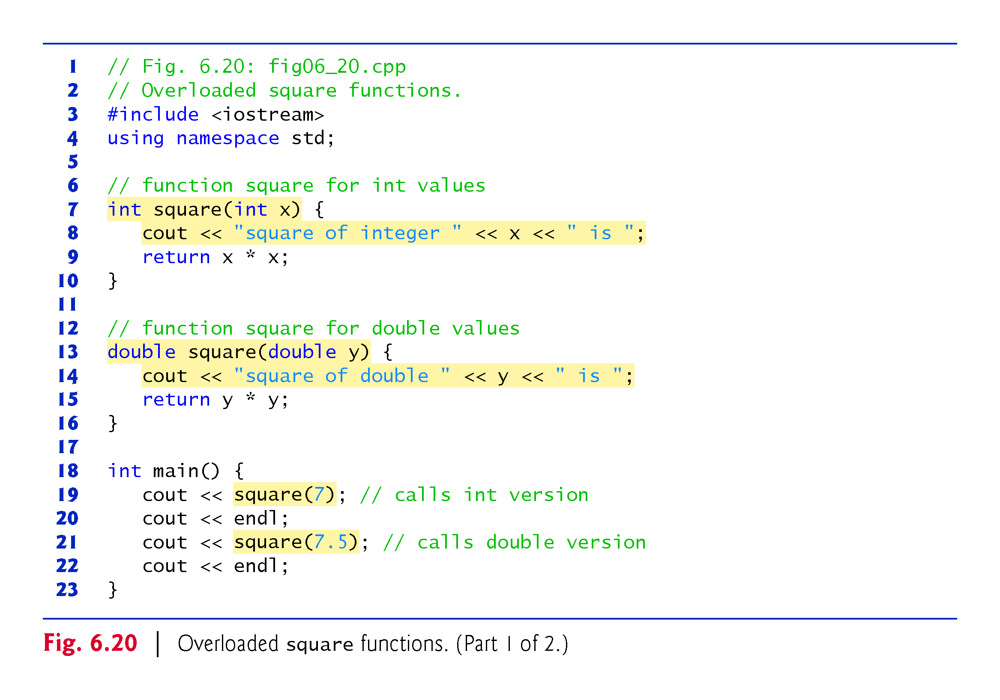 1 // Fig. 6.20: fig06_20.cpp
2 // Overloaded square functions.
3 #include <iostream>
4 using namespace std;
5
6 // function square for int values
7 int square(int x) {
8    cout << "square of integer " << x << " is ";
9    return x * x;
10 }
11
12 // function square for double values
13 double square(double y) {
14    cout << "square of double " << y << " is ";
15    return y * y;
16 }
17
18 int main() {
19    cout << square(7); // calls int version
20    cout << endl;
21    cout << square(7.5); // calls double version
22    cout << endl;
23 }
Fig. 6.20 | Overloaded square functions. (Part 1 of 2.)